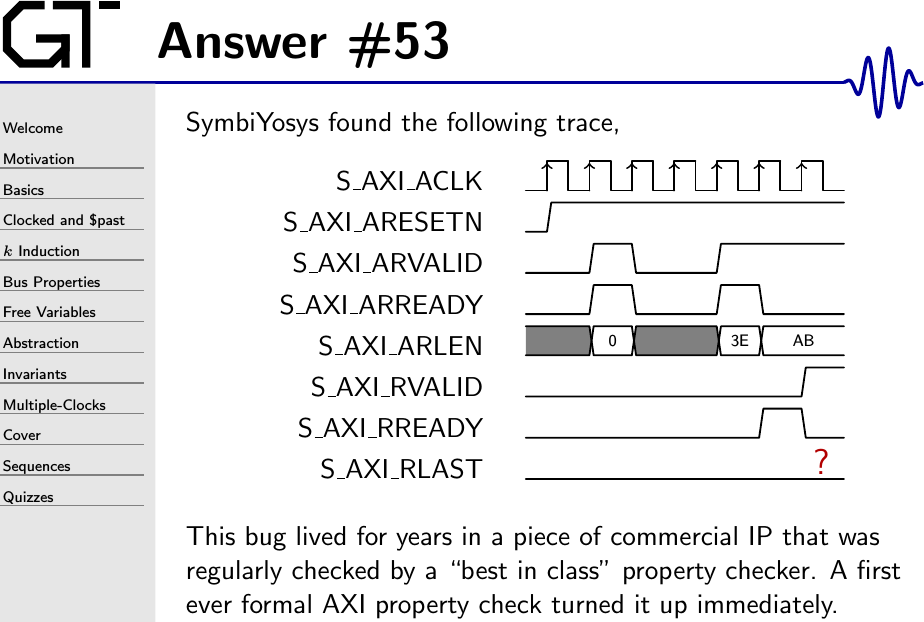 GT
Answer #53
Welcome
Motivation
Basics
Clocked and $past
k Induction
Bus Properties
Free Variables
Abstraction
Invariants
Multiple-Clocks
Cover
Sequences
Quizzes
SymbiYosys found the following trace,
S_AXI_ACLK
S_AXI_ARESETN
S_AXI_ARVALID
S_AXI_ARREADY
S_AXI_ARLEN 0 3E AB
S_AXI_RVALID
S_AXI_RREADY
S_AXI_RLAST ?
This bug lived for years in a piece of commercial IP that was
regularly checked by a “best in class” property checker. A first
ever formal AXI property check turned it up immediately.